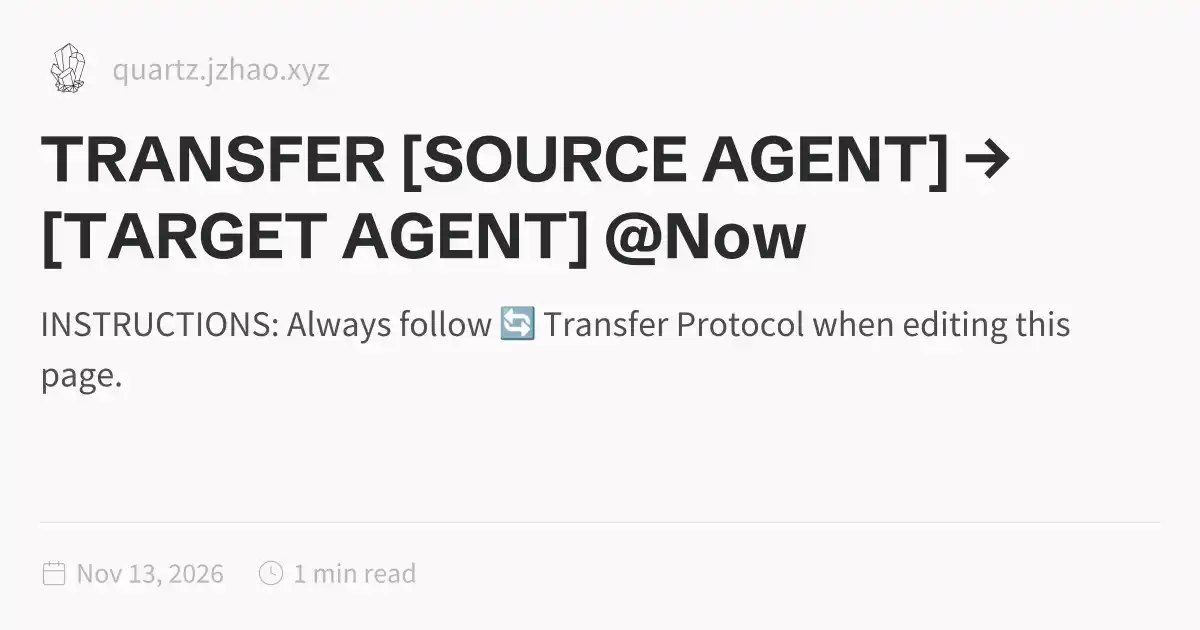 quartz.jzhao.xyz
TRANSFER [SOURCE AGENT] →
[TARGET AGENT] @Now
INSTRUCTIONS: Always follow 🔄 Transfer Protocol when editing this
page.
Nov 13, 2026 1 min read